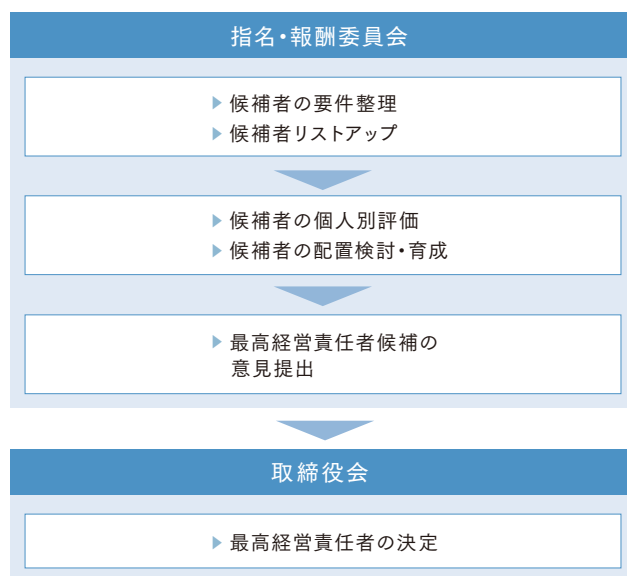 指名・報酬委員会
▶候補者の要件整理
▶候補者リストアップ
▶候補者の個人別評価
▶候補者の配置検討・育成
▶最高経営責任者候補の
意見提出
取締役会
▶最高経営責任者の決定